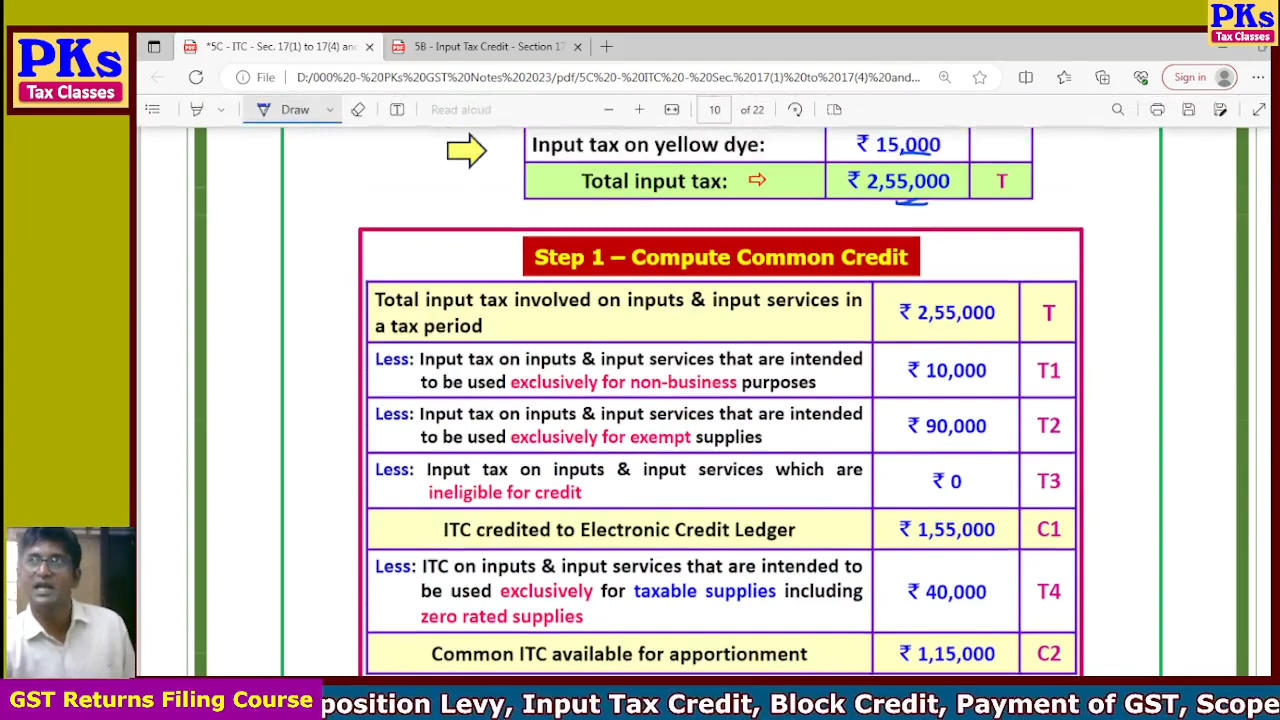 PKs
Tax Classes
PKs
Tax Classes
*5C - ITC - Sec. 17(1) to 17(4) and
5B - Input Tax Credit - Section 17
File
D:/000%20-%20PKs%20GST%20Notes%202023/pdf/5C%20-%20ITC%20-%20Sec.%2017(1)%20to%2017(4)%20and...
Sign in
Draw
Read aloud
10 of 22
Input tax on yellow dye: ₹ 15,000
Total input tax: ⇨ ₹ 2,55,000 T
Step 1 – Compute Common Credit
Total input tax involved on inputs & input services in
a tax period
₹ 2,55,000 T
Less: Input tax on inputs & input services that are intended
to be used exclusively for non-business purposes
₹ 10,000 T1
Less: Input tax on inputs & input services that are intended
to be used exclusively for exempt supplies
₹ 90,000 T2
Less: Input tax on inputs & input services which are
ineligible for credit
₹ 0 T3
ITC credited to Electronic Credit Ledger ₹ 1,55,000 C1
Less: ITC on inputs & input services that are intended to
be used exclusively for taxable supplies including
zero rated supplies
₹ 40,000 T4
Common ITC available for apportionment ₹ 1,15,000 C2
GST Returns Filing Course
position Levy, Input Tax Credit, Block Credit, Payment of GST, Scope